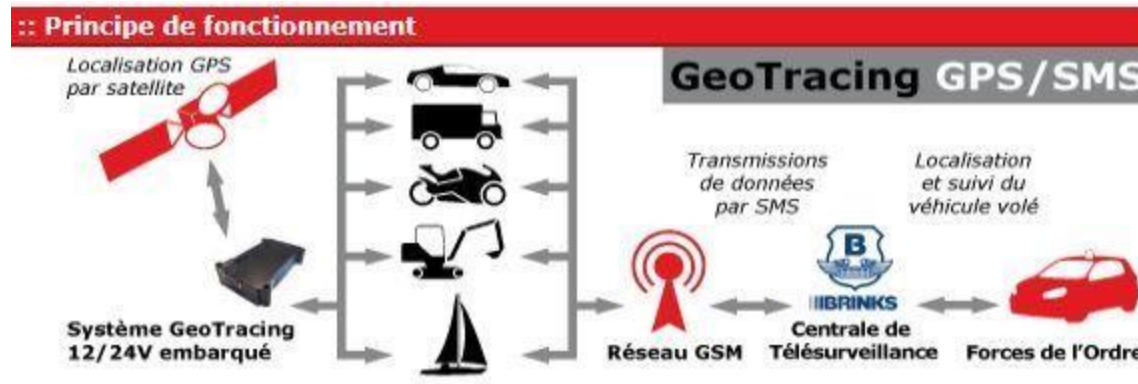 :: Principe de fonctionnement
Localisation GPS
par satellite
GeoTracing GPS/SMS
Transmissions
de données
par SMS
Localisation
et suivi du
véhicule volé
B
BRINKS
Système GeoTracing
12/24V embarqué
Réseau GSM
Centrale de
Télésurveillance
Forces de l'Ordre